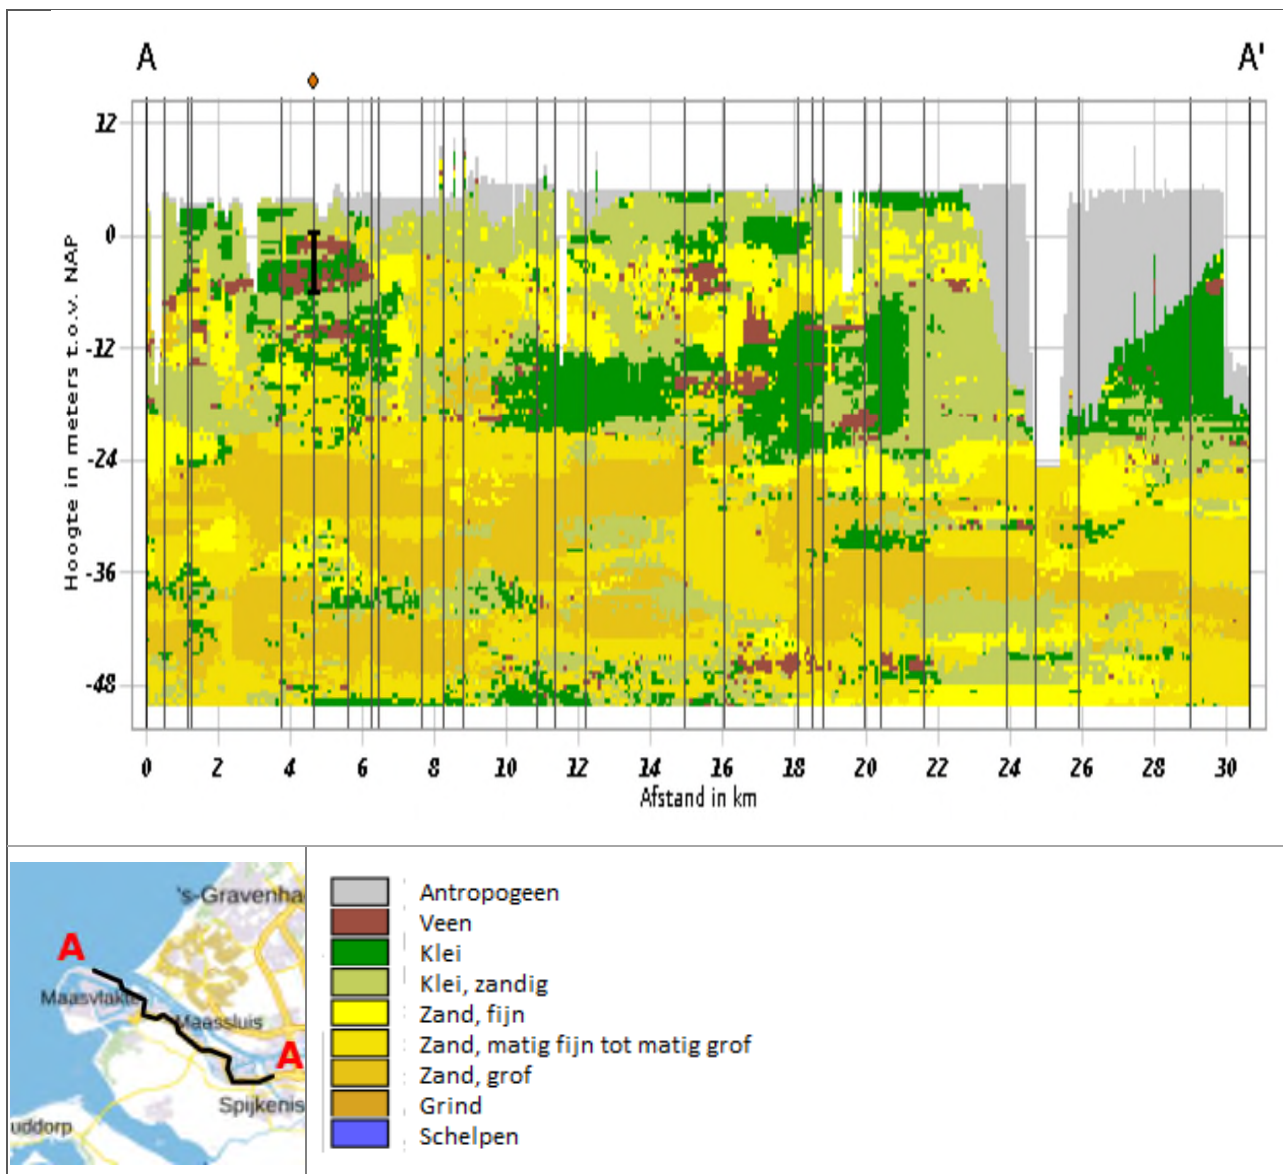 A A'
Hoogte in meters t.o.v. NAP
12
0
-12
-24
-36
-48
0 2 4 6 8 10 12 14 16 18 20 22 24 26 28 30
Afstand in km
's-Gravenha
A
Maasvlakte
Maassluis
A
Spijkenis
uddorp
Antropogeen
Veen
Klei
Klei, zandig
Zand, fijn
Zand, matig fijn tot matig grof
Zand, grof
Grind
Schelpen